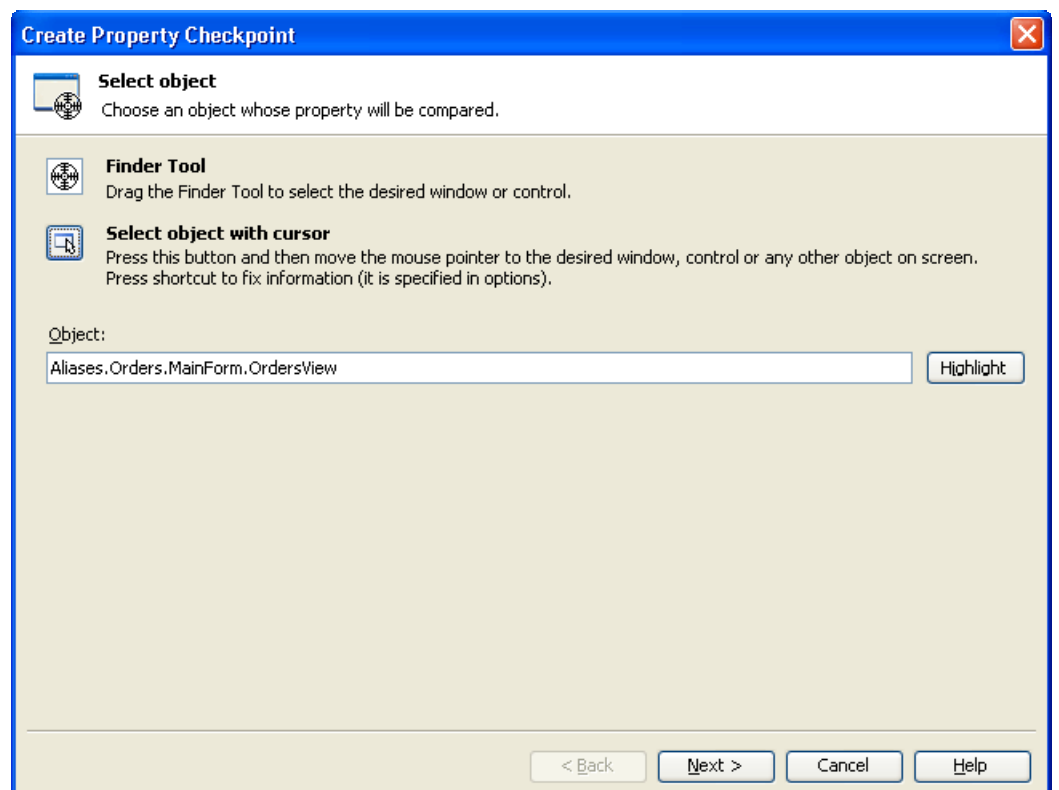 Create Property Checkpoint
Select object
Choose an object whose property will be compared.
Finder Tool
Drag the Finder Tool to select the desired window or control.
Select object with cursor
Press this button and then move the mouse pointer to the desired window, control or any other object on screen.
Press shortcut to fix information (it is specified in options).
Object:
Aliases.Orders.MainForm.OrdersView
Highlight
< Back
Next >
Cancel
Help